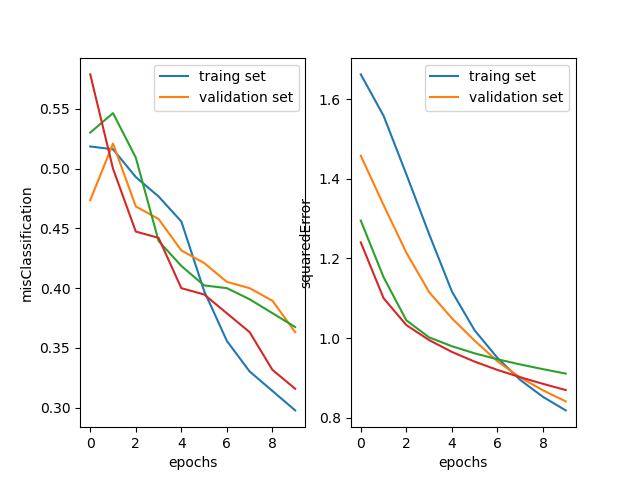 traing set
validation set
0.55
0.50
0.45
0.40
0.35
0.30
misClassification
0 2 4 6 8
epochs
traing set
validation set
1.6
1.4
1.2
1.0
0.8
squaredError
0 2 4 6 8
epochs